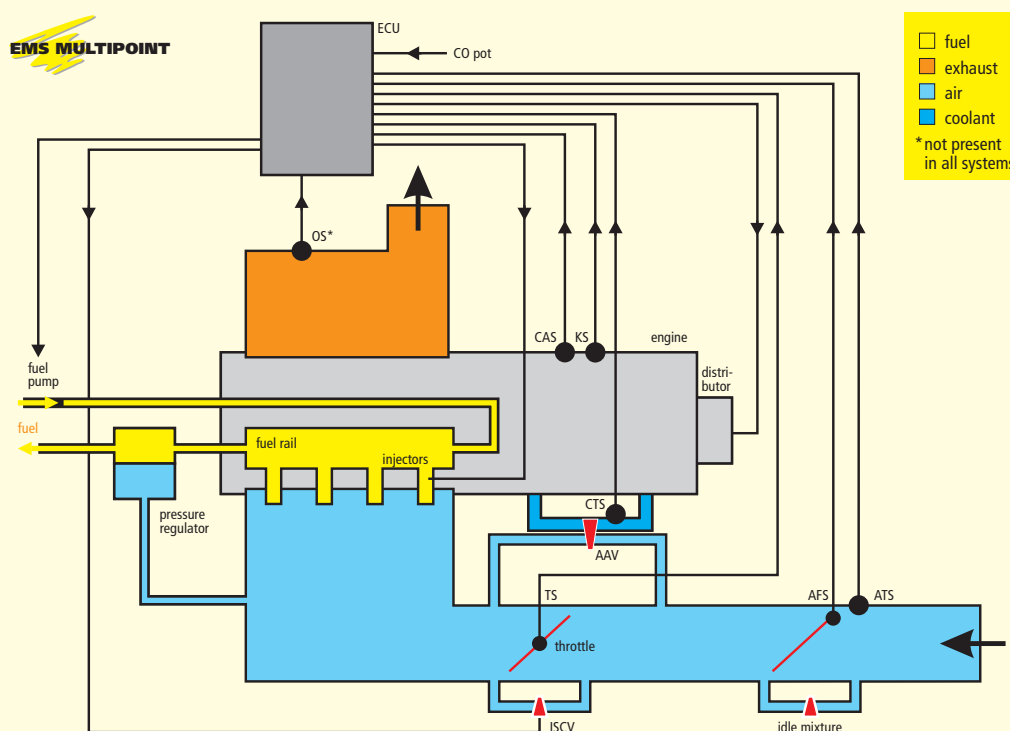 EMS MULTIPOINT
ECU
CO pot
fuel
exhaust
air
coolant
* not present
in all systems
OS*
CAS
KS
engine
distri-
butor
fuel
pump
fuel
fuel rail
injectors
pressure
regulator
CTS
AAV
TS
throttle
AFS
ATS
ISCV
idle mixture